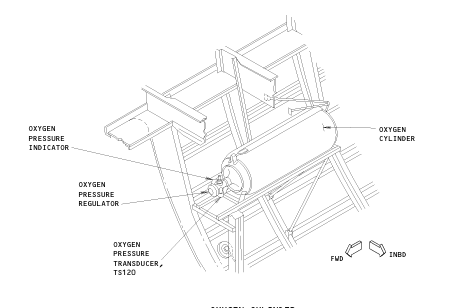 OXYGEN
PRESSURE
INDICATOR
OXYGEN
CYLINDER
OXYGEN
PRESSURE
REGULATOR
OXYGEN
PRESSURE
TRANSDUCER,
TS120
FWD
INBD